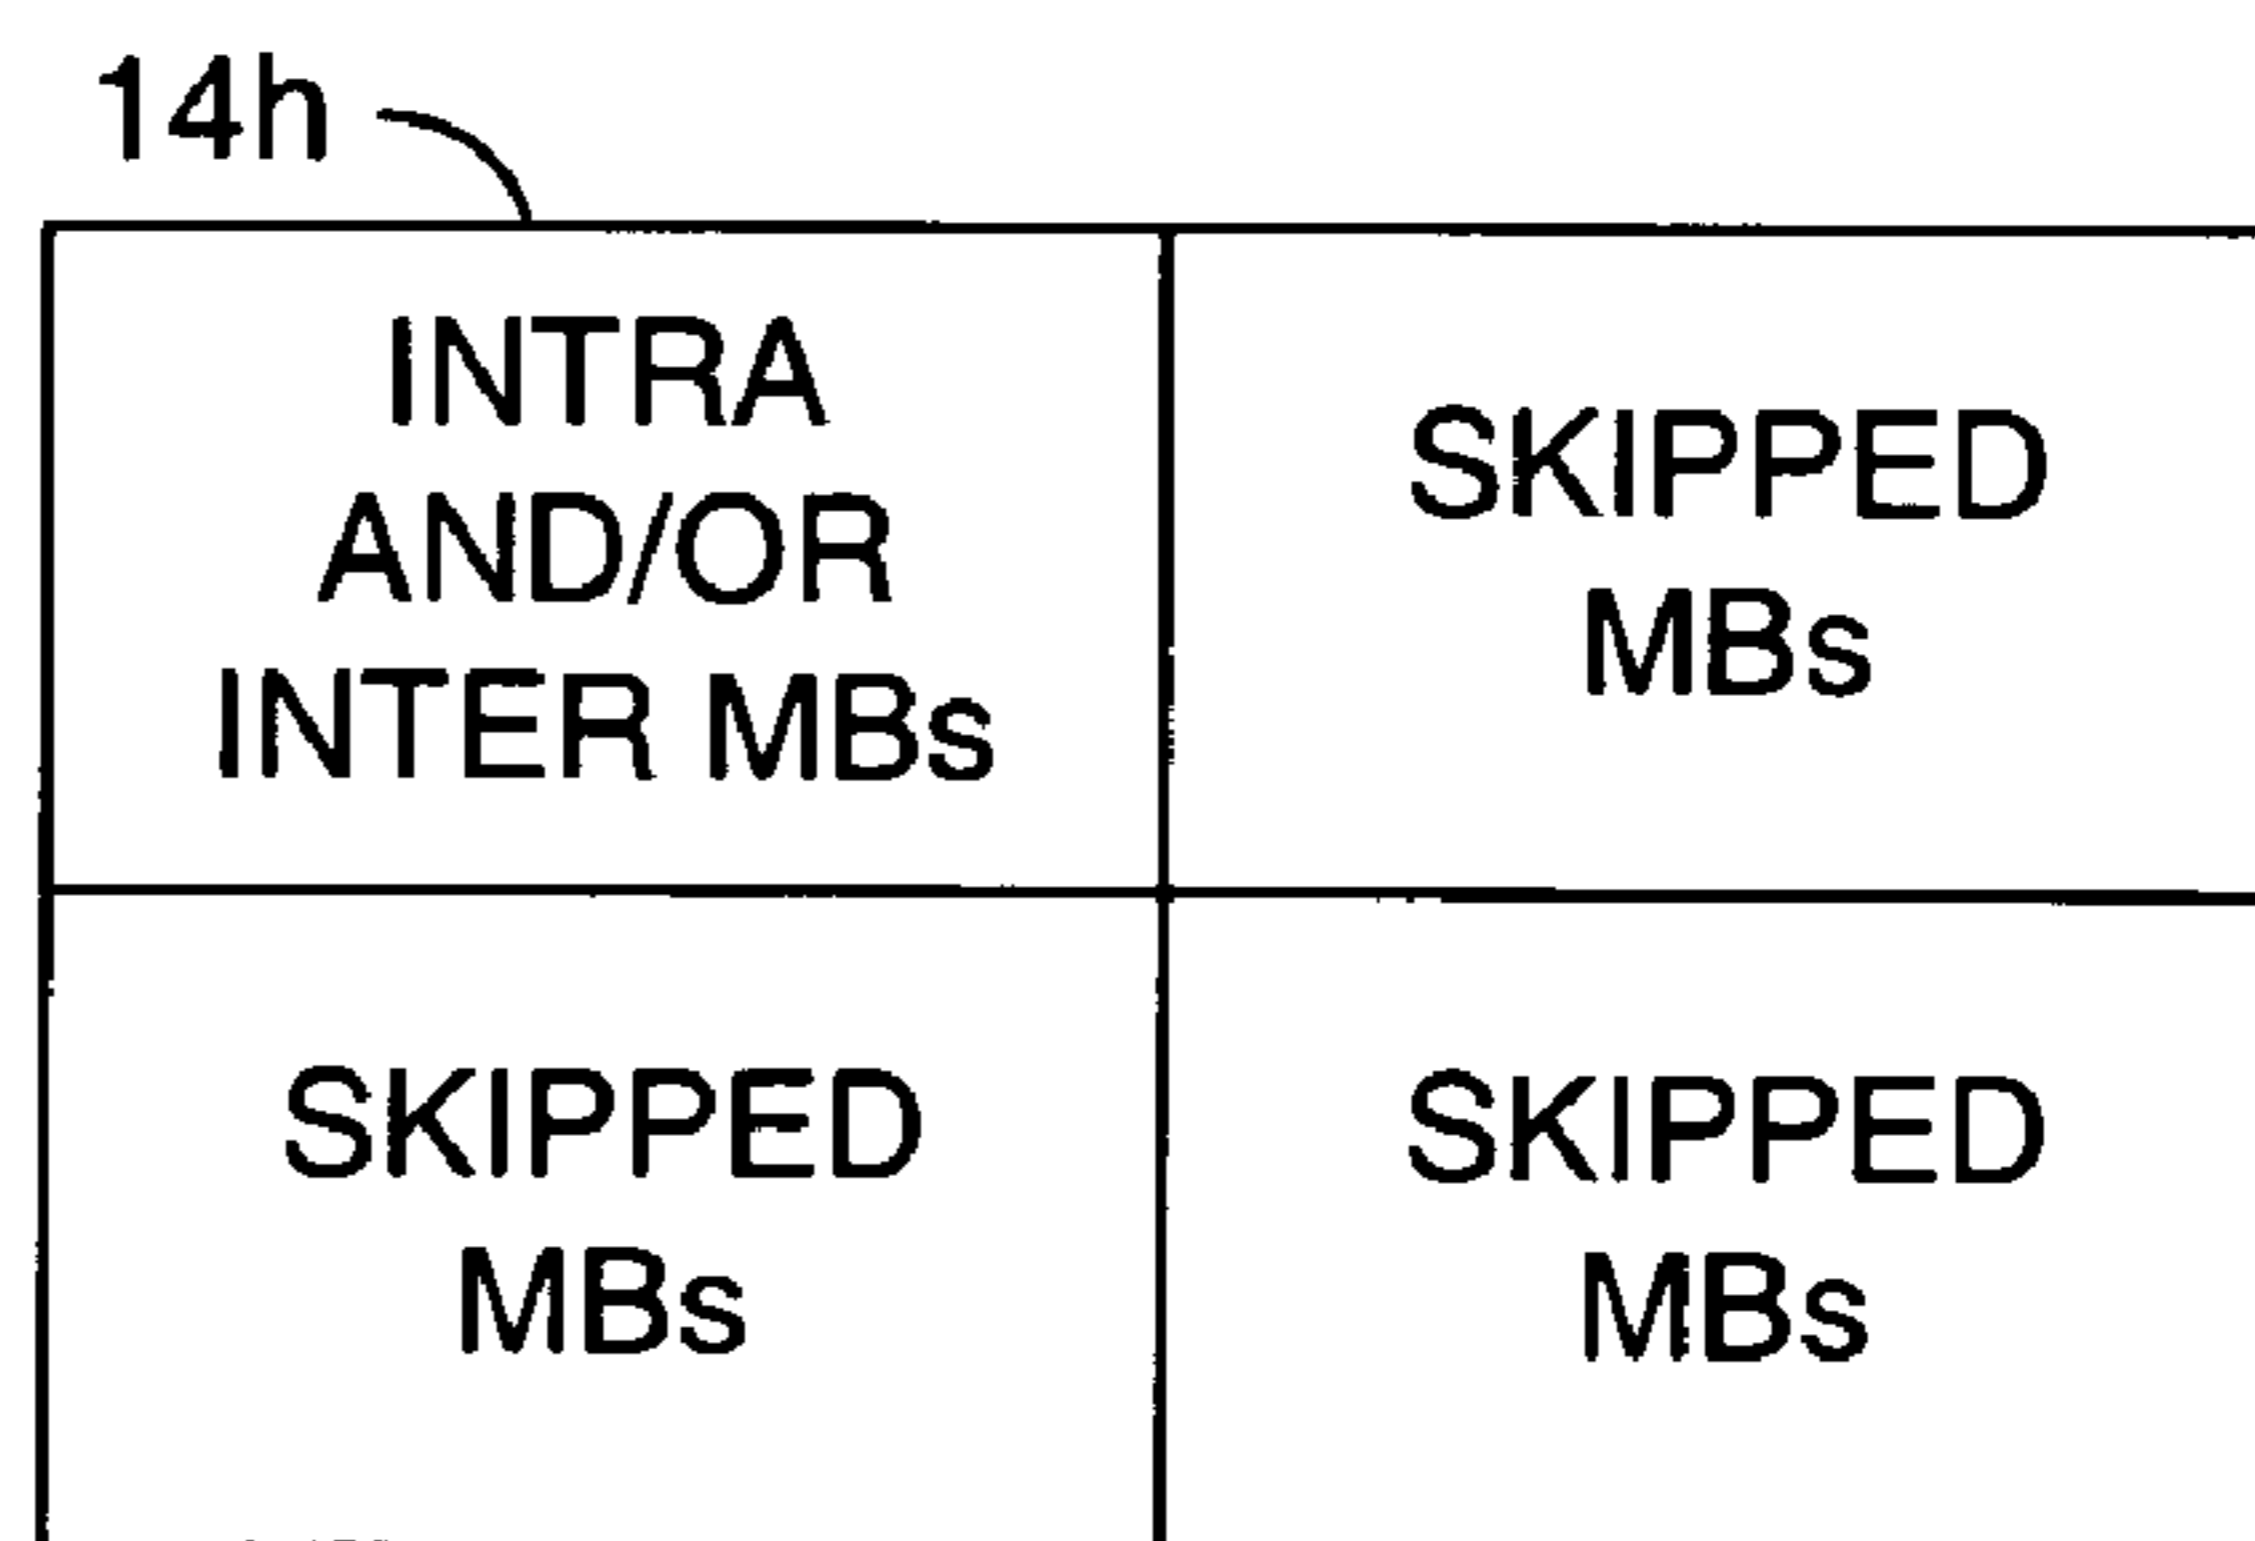 14h
INTRA
AND/OR
INTER MBs
SKIPPED
MBs
SKIPPED
MBs
SKIPPED
MBs